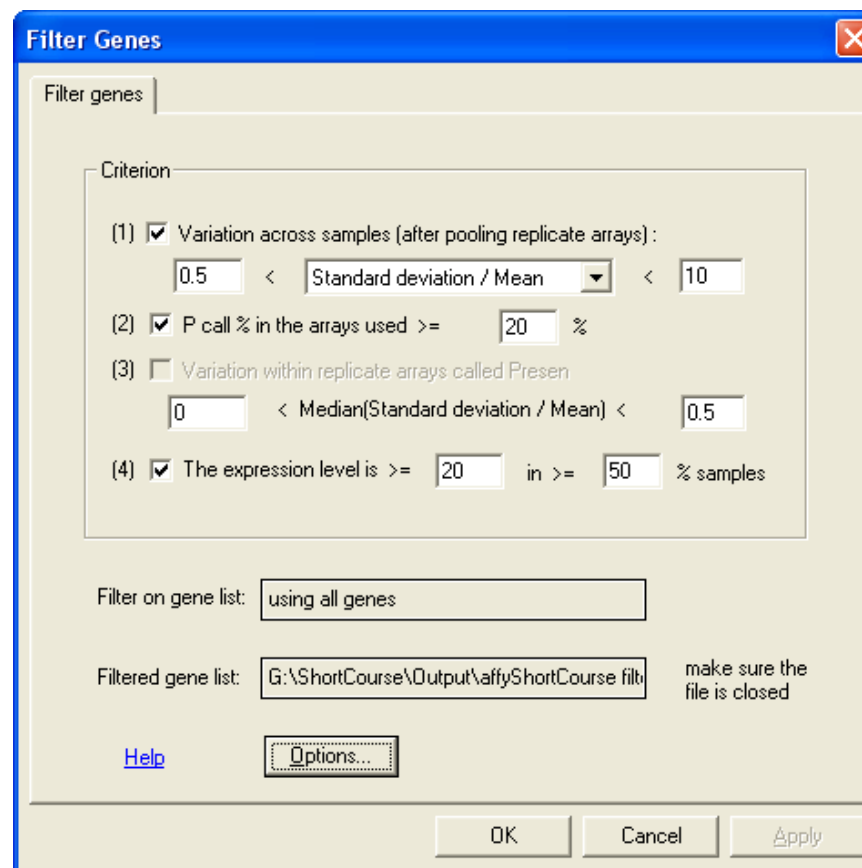 Filter Genes
Filter genes
Criterion
(1) Variation across samples (after pooling replicate arrays) :
0.5 < Standard deviation / Mean < 10
(2) P call % in the arrays used >= 20 %
(3) Variation within replicate arrays called Presen
0 < Median(Standard deviation / Mean) < 0.5
(4) The expression level is >= 20 in >= 50 % samples
Filter on gene list: using all genes
Filtered gene list: G:\ShortCourse\Output\affyShortCourse filt make sure the
file is closed
Help Options...
OK Cancel Apply